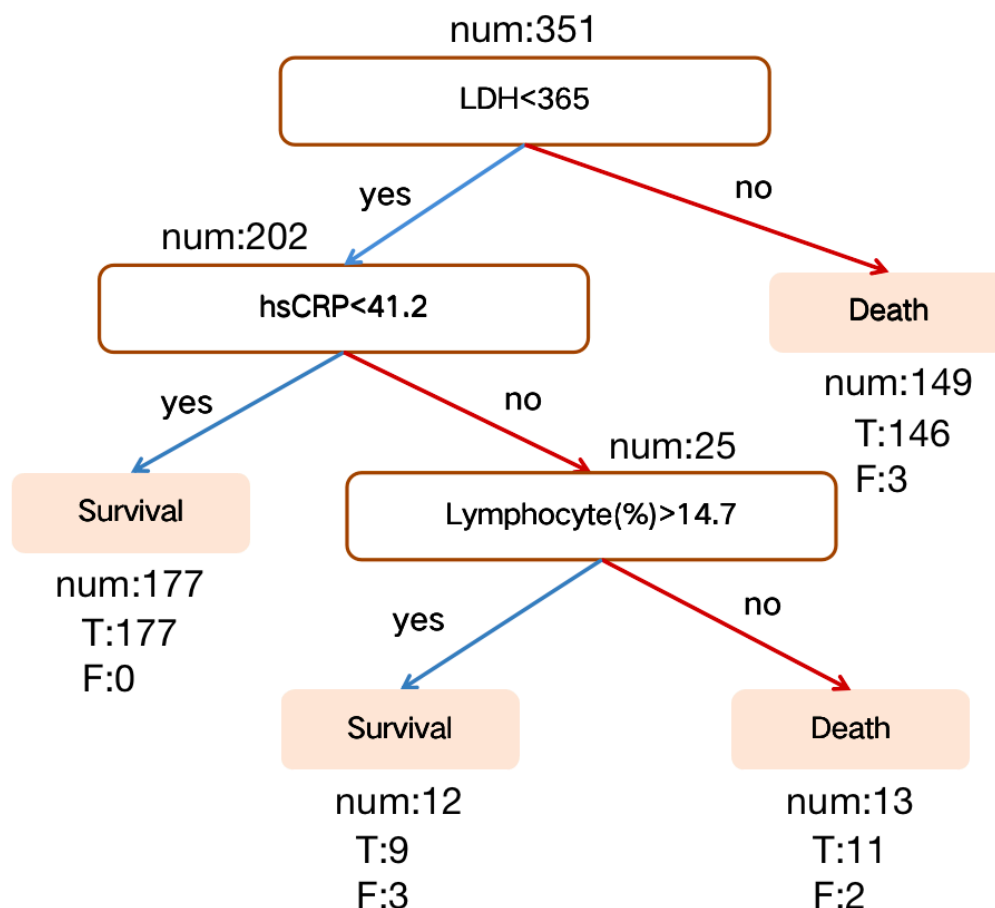 num:351
LDH<365
yes
no
num:202
hsCRP<41.2
Death
num:149
T:146
F:3
yes
no
num:25
Survival
Lymphocyte(%)>14.7
num:177
T:177
F:0
yes
no
Survival
Death
num:12
T:9
F:3
num:13
T:11
F:2